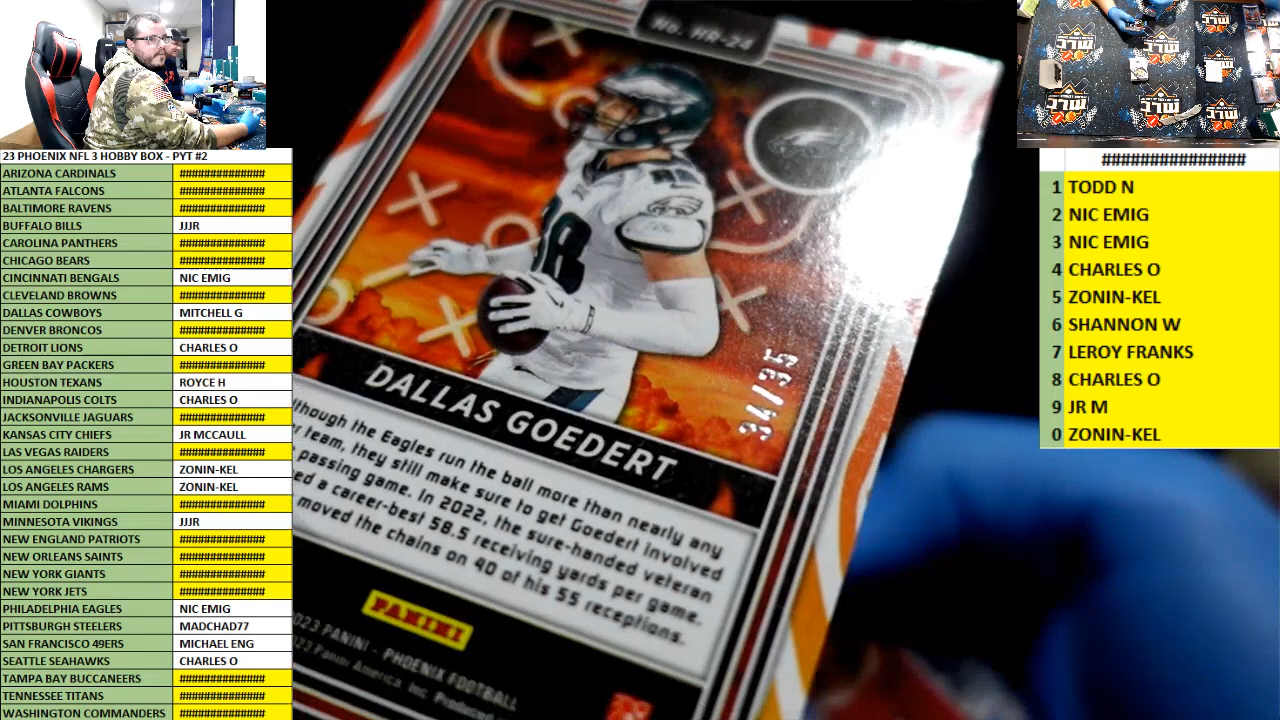 23 PHOENIX NFL 3 HOBBY BOX - PYT #2
ARIZONA CARDINALS ##############
ATLANTA FALCONS ##############
BALTIMORE RAVENS ##############
BUFFALO BILLS JJJR
CAROLINA PANTHERS ##############
CHICAGO BEARS ##############
CINCINNATI BENGALS NIC EMIG
CLEVELAND BROWNS ##############
DALLAS COWBOYS MITCHELL G
DENVER BRONCOS ##############
DETROIT LIONS CHARLES O
GREEN BAY PACKERS ##############
HOUSTON TEXANS ROYCE H
INDIANAPOLIS COLTS CHARLES O
JACKSONVILLE JAGUARS ##############
KANSAS CITY CHIEFS JR MCCAULL
LAS VEGAS RAIDERS ##############
LOS ANGELES CHARGERS ZONIN-KEL
LOS ANGELES RAMS ZONIN-KEL
MIAMI DOLPHINS ##############
MINNESOTA VIKINGS JJJR
NEW ENGLAND PATRIOTS ##############
NEW ORLEANS SAINTS ##############
NEW YORK GIANTS ##############
NEW YORK JETS ##############
PHILADELPHIA EAGLES NIC EMIG
PITTSBURGH STEELERS MADCHAD77
SAN FRANCISCO 49ERS MICHAEL ENG
SEATTLE SEAHAWKS CHARLES O
TAMPA BAY BUCCANEERS ##############
TENNESSEE TITANS ##############
WASHINGTON COMMANDERS ##############
No. HR-24
34/35
DALLAS GOEDERT
though the Eagles run the ball more than nearly any
team, they still make sure to get Goedert involved
passing game. In 2022, the sure-handed veteran
ed a career-best 58.5 receiving yards per game.
moved the chains on 40 of his 55 receptions.
PANINI
2023 PANINI - PHOENIX FOOTBALL
Panini America, Inc. Produced
###############
1 TODD N
2 NIC EMIG
3 NIC EMIG
4 CHARLES O
5 ZONIN-KEL
6 SHANNON W
7 LEROY FRANKS
8 CHARLES O
9 JR M
0 ZONIN-KEL